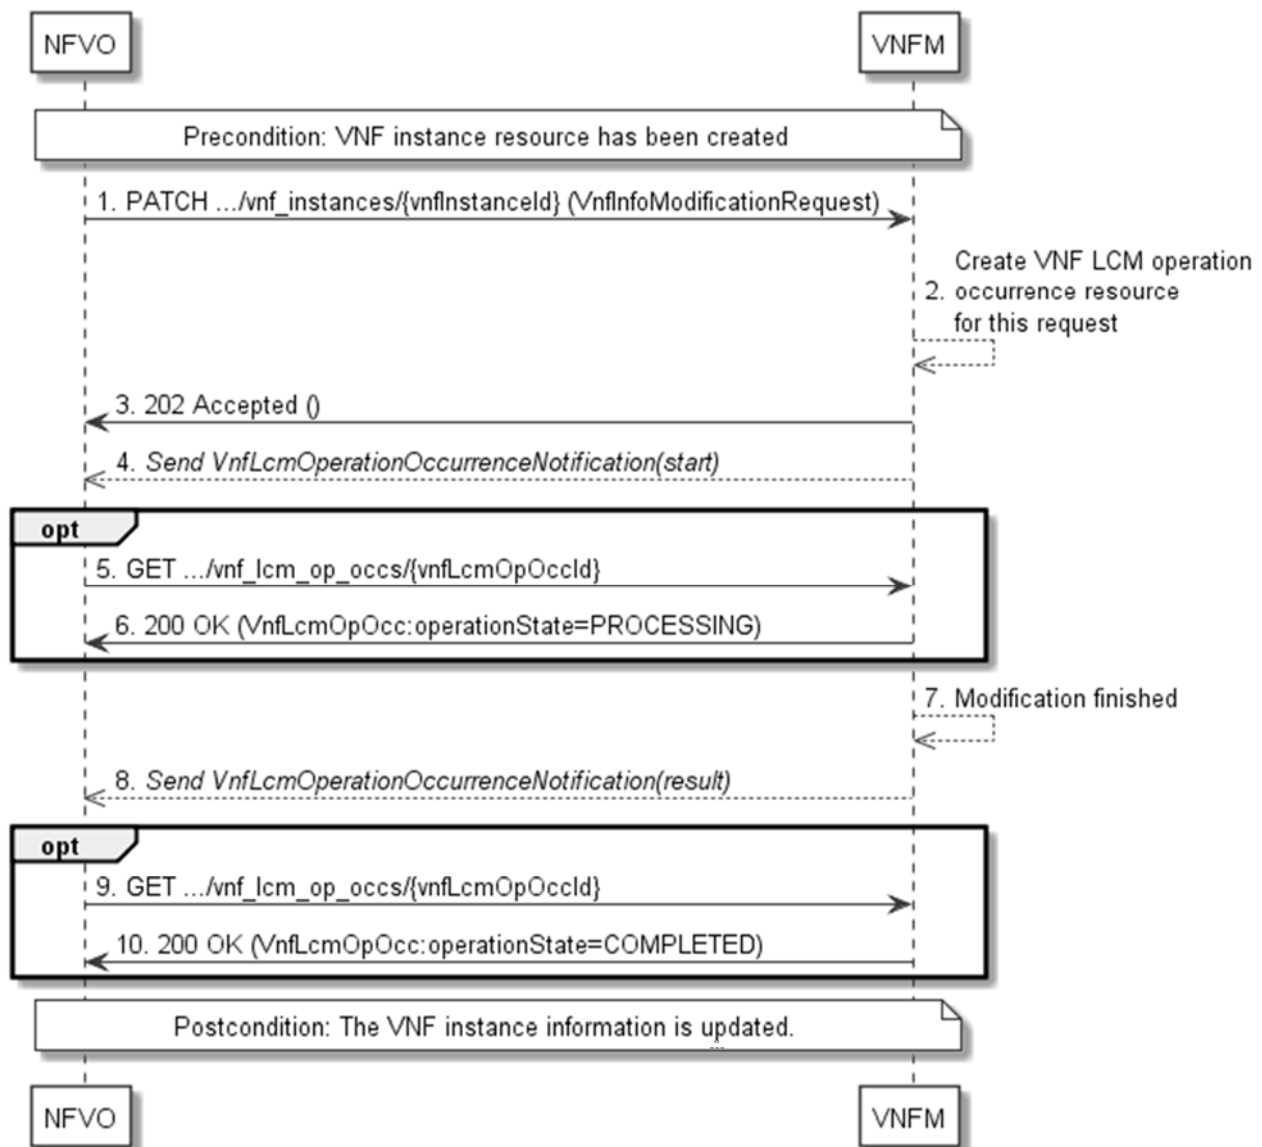 NFVO VNFM
Precondition: VNF instance resource has been created
1. PATCH .../vnf_instances/{vnfInstanceId} (VnfInfoModificationRequest)
Create VNF LCM operation
2. occurrence resource
for this request
3. 202 Accepted ()
4. Send VnfLcmOperationOccurrenceNotification(start)
opt
5. GET .../vnf_lcm_op_occs/{vnfLcmOpOccId}
6. 200 OK (VnfLcmOpOcc:operationState=PROCESSING)
7. Modification finished
8. Send VnfLcmOperationOccurrenceNotification(result)
opt
9. GET .../vnf_lcm_op_occs/{vnfLcmOpOccId}
10. 200 OK (VnfLcmOpOcc:operationState=COMPLETED)
Postcondition: The VNF instance information is updated.
NFVO VNFM